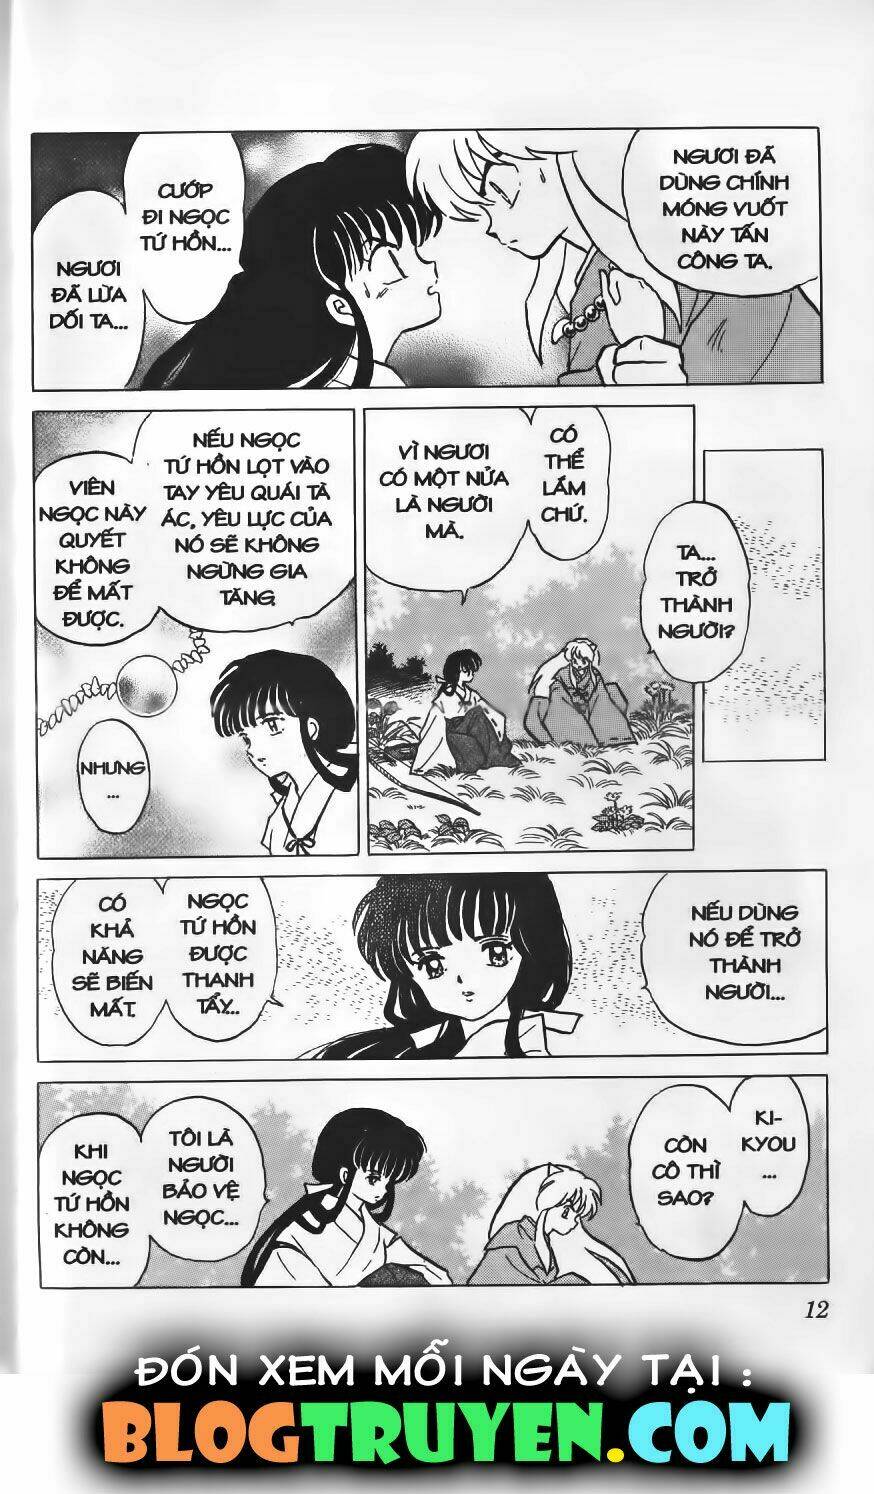 NGƯƠI ĐÃ
DÙNG CHÍNH
MÓNG VUỐT
NÀY TẤN
CÔNG TA.
CƯỚP
ĐI NGỌC
TỨ HỒN...
NGƯƠI
ĐÃ LỪA
DỐI TA...
TA...
TRỞ
THÀNH
NGƯỜI?
CÓ
THỂ
LẮM
CHỨ.
VÌ NGƯƠI
CÓ MỘT NỬA
LÀ NGƯỜI
MÀ.
NẾU NGỌC
TỨ HỒN LỌT VÀO
TAY YÊU QUÁI TÀ
ÁC, YÊU LỰC CỦA
NÓ SẼ KHÔNG
NGỪNG GIA
TĂNG.
VIÊN
NGỌC NÀY
QUYẾT
KHÔNG
ĐỂ MẤT
ĐƯỢC.
NHƯNG
...
NẾU DÙNG
NÓ ĐỂ TRỞ
THÀNH
NGƯỜI...
NGỌC
TỨ HỒN
ĐƯỢC
THANH
TẨY...
CÓ
KHẢ
NĂNG
SẼ BIẾN
MẤT.
KI-
KYOU
...
CÒN
CÔ THÌ
SAO?
TÔI LÀ
NGƯỜI
BẢO VỆ
NGỌC...
KHI
NGỌC
TỨ HỒN
KHÔNG
CÒN...
12
ĐÓN XEM MỖI NGÀY TẠI :
BLOGTRUYEN.COM